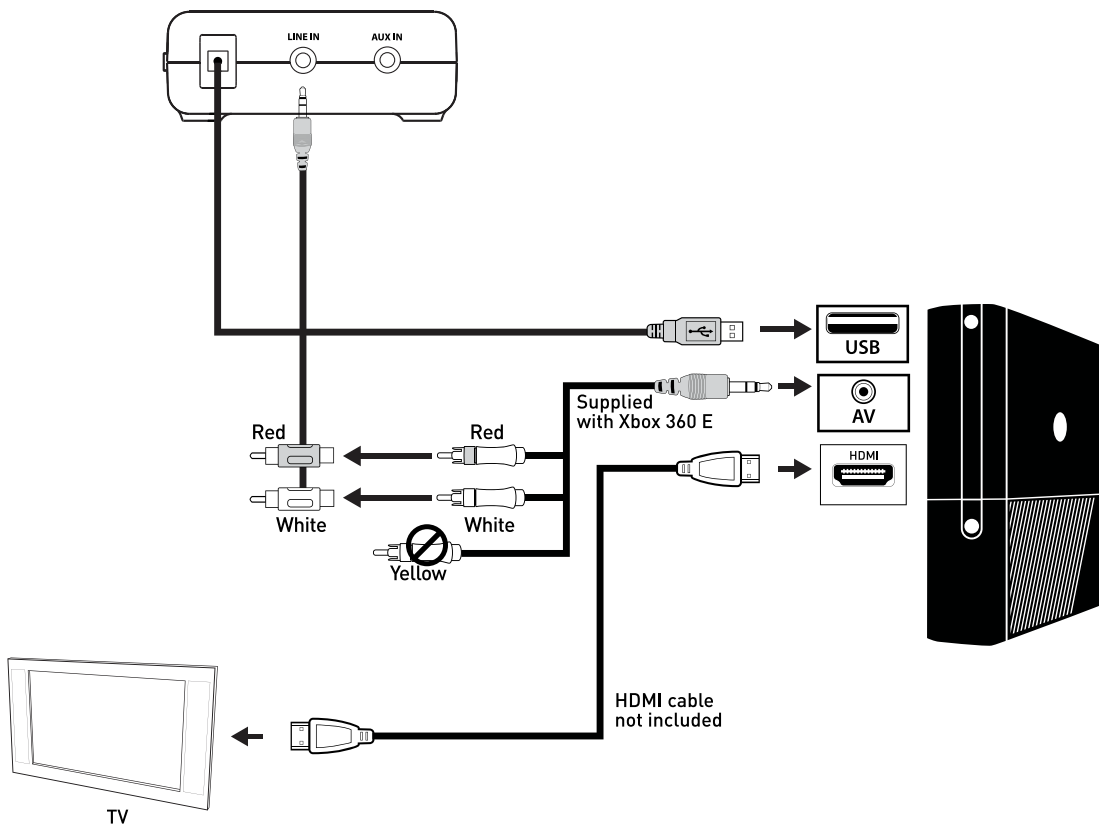 LINE IN
AUX IN
USB
Supplied
with Xbox 360 E
AV
Red
Red
HDMI
White
White
Yellow
HDMI cable
not included
TV